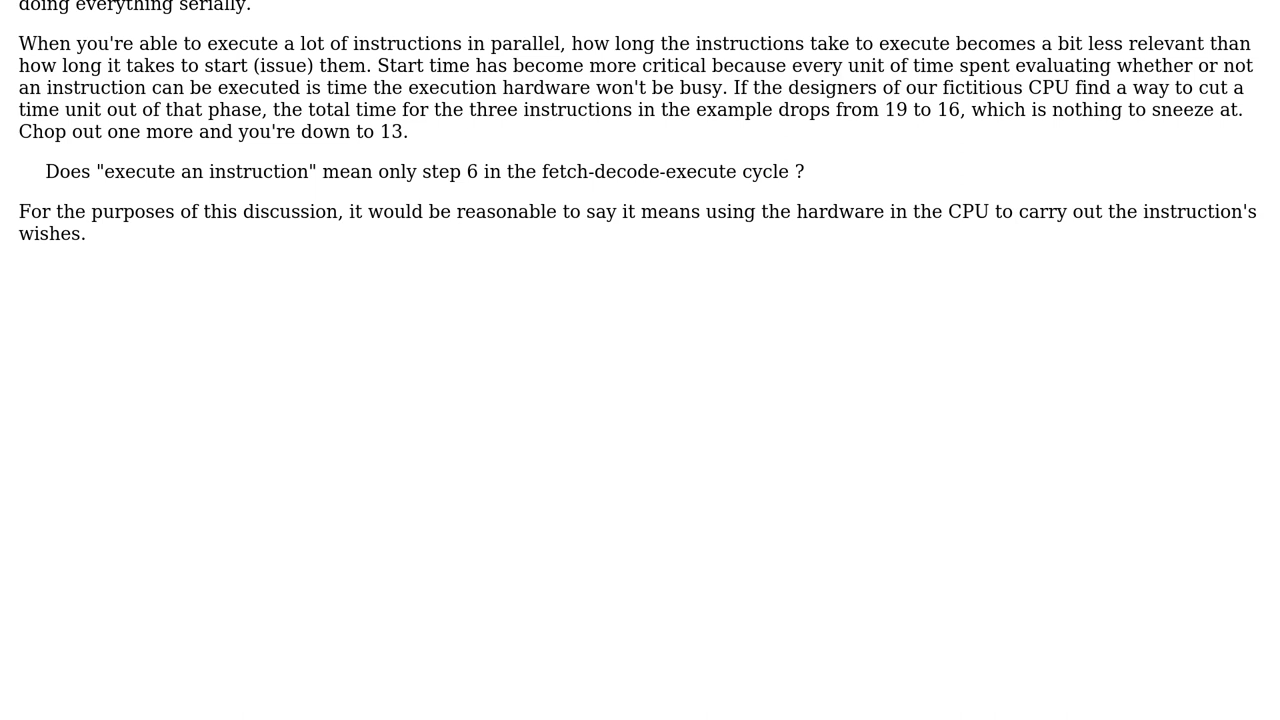 doing everything serially.
When you're able to execute a lot of instructions in parallel, how long the instructions take to execute becomes a bit less relevant than
how long it takes to start (issue) them. Start time has become more critical because every unit of time spent evaluating whether or not
an instruction can be executed is time the execution hardware won't be busy. If the designers of our fictitious CPU find a way to cut a
time unit out of that phase, the total time for the three instructions in the example drops from 19 to 16, which is nothing to sneeze at.
Chop out one more and you're down to 13.
Does "execute an instruction" mean only step 6 in the fetch-decode-execute cycle ?
For the purposes of this discussion, it would be reasonable to say it means using the hardware in the CPU to carry out the instruction's
wishes.